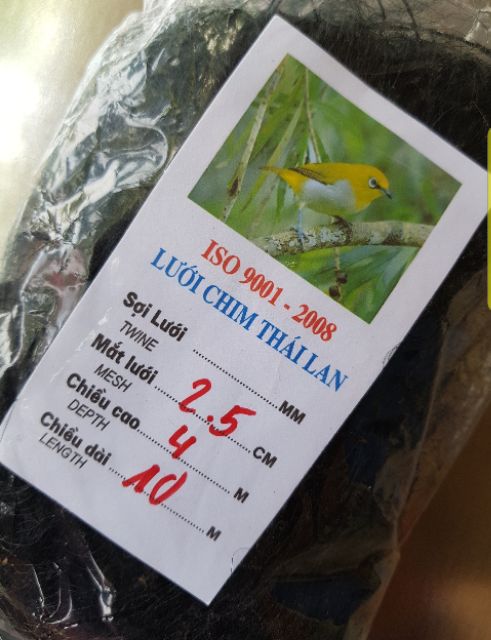 ISO 9001 - 2008
LƯỚI CHIM THÁI LAN
Sợi Lưới ........................ MM
TWINE
Mắt lưới 2.5 CM
MESH
Chiều cao 4 M
DEPTH
Chiều dài 10 M
LENGTH